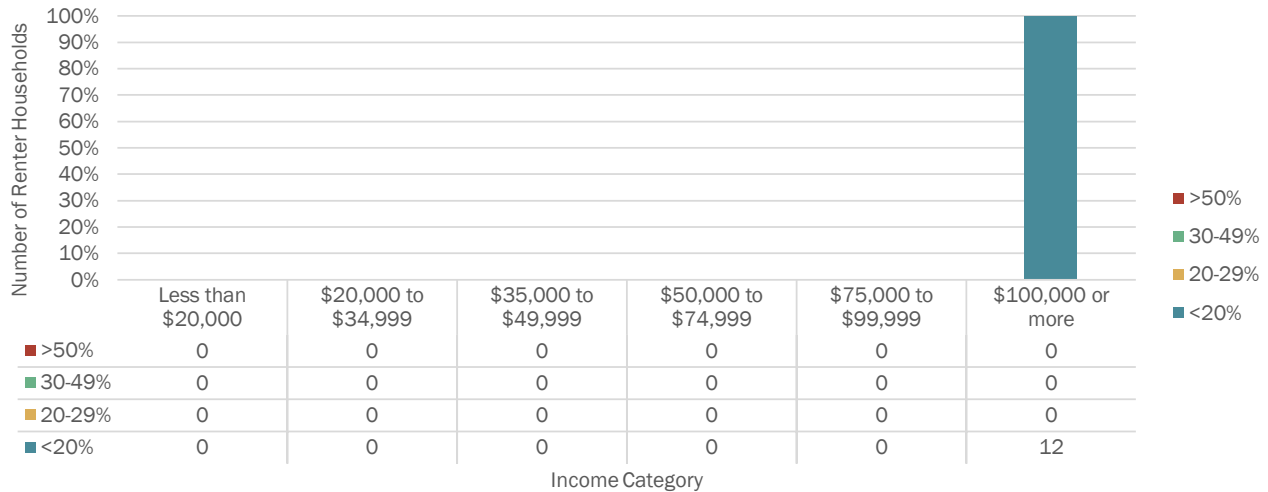 Number of Renter Households
100%
90%
80%
70%
60%
50%
40%
30%
20%
10%
0%
Less than $20,000 $20,000 to $34,999 $35,000 to $49,999 $50,000 to $74,999 $75,000 to $99,999 $100,000 or more
>50% 0 0 0 0 0 0
30-49% 0 0 0 0 0 0
20-29% 0 0 0 0 0 0
<20% 0 0 0 0 0 12
Income Category
>50%
30-49%
20-29%
<20%